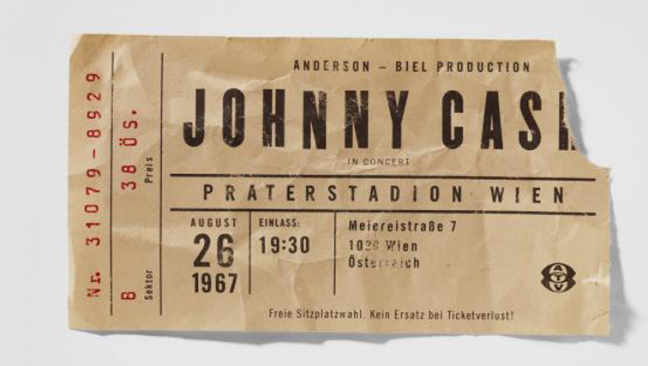 Nr. 31079-8929
38 ÖS. Preis
B Sektor
ANDERSON – BIEL PRODUCTION
JOHNNY CASH
IN CONCERT
PRATERSTADION WIEN
AUGUST
26
1967
EINLASS:
19:30
Meiereistraße 7
1020 Wien
Österreich
ATV
Freie Sitzplatzwahl. Kein Ersatz bei Ticketverlust!